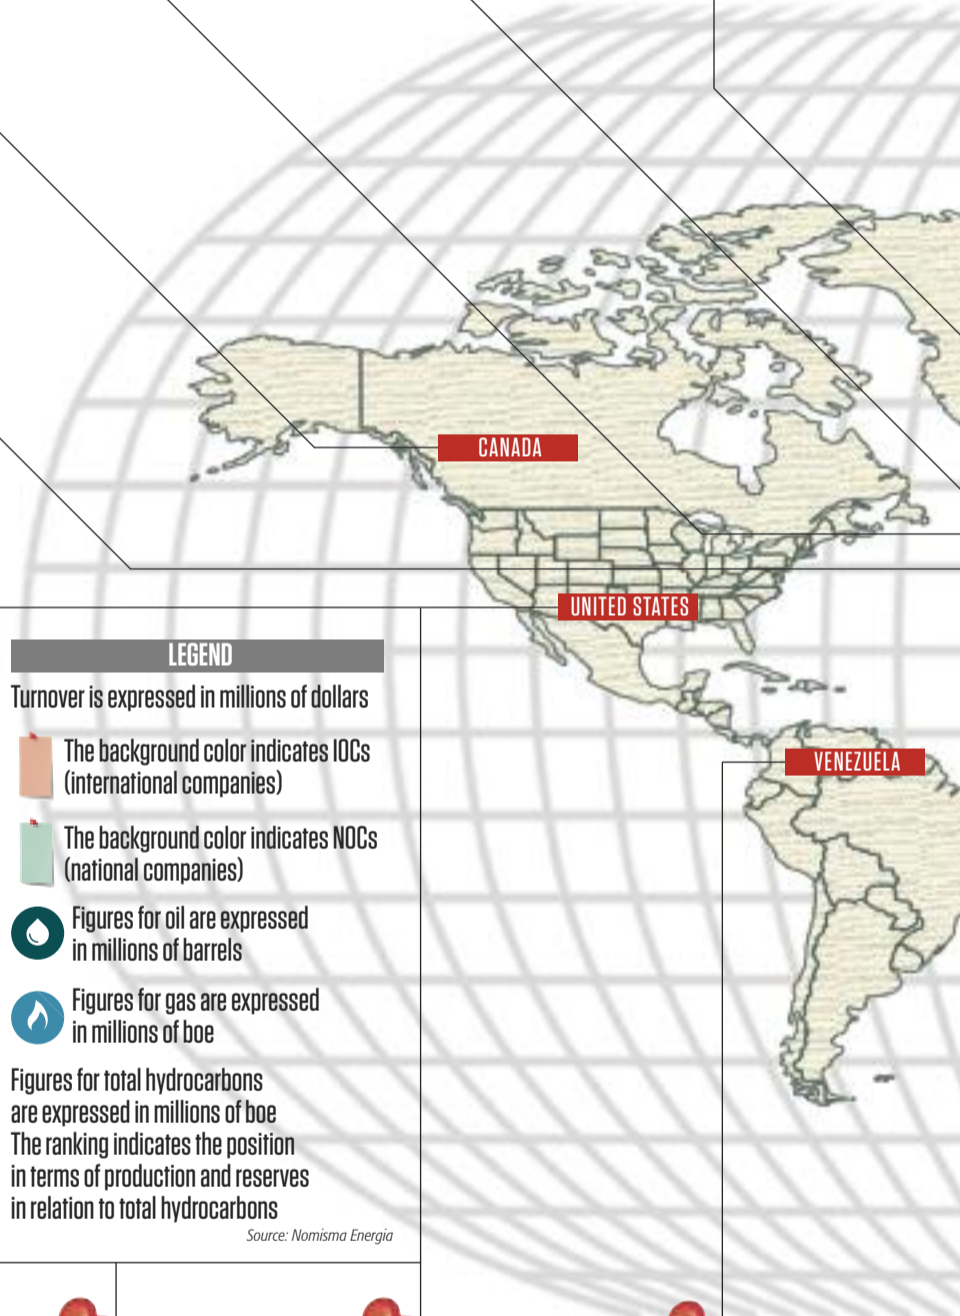 CANADA
UNITED STATES
VENEZUELA
LEGEND
Turnover is expressed in millions of dollars
The background color indicates IOCs
(international companies)
The background color indicates NOCs
(national companies)
Figures for oil are expressed
in millions of barrels
Figures for gas are expressed
in millions of boe
Figures for total hydrocarbons
are expressed in millions of boe
The ranking indicates the position
in terms of production and reserves
in relation to total hydrocarbons
Source: Nomisma Energia